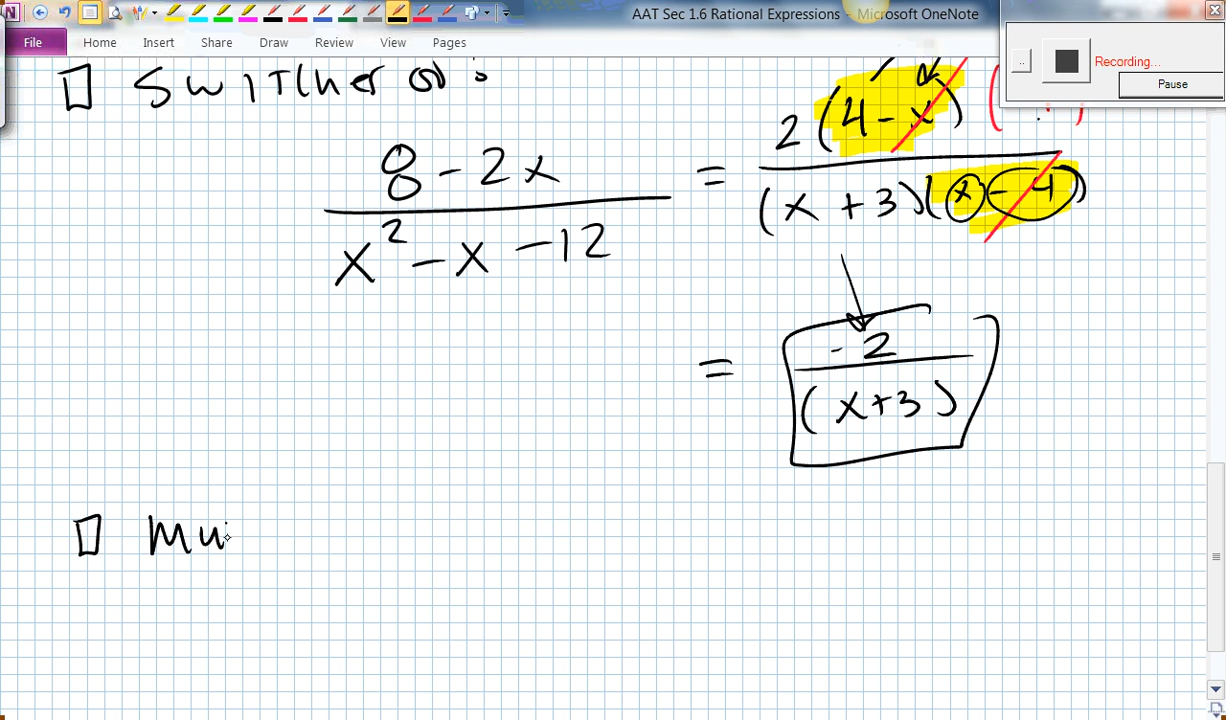 AAT Sec 1.6 Rational Expressions - Microsoft OneNote
File Home Insert Share Draw Review View Pages
.. Recording...
Pause
SwiTcheroo:
8 - 2x = 2(4 - x)
x² - x - 12 (x + 3)(x - 4)
= -2
(x+3)
Mu